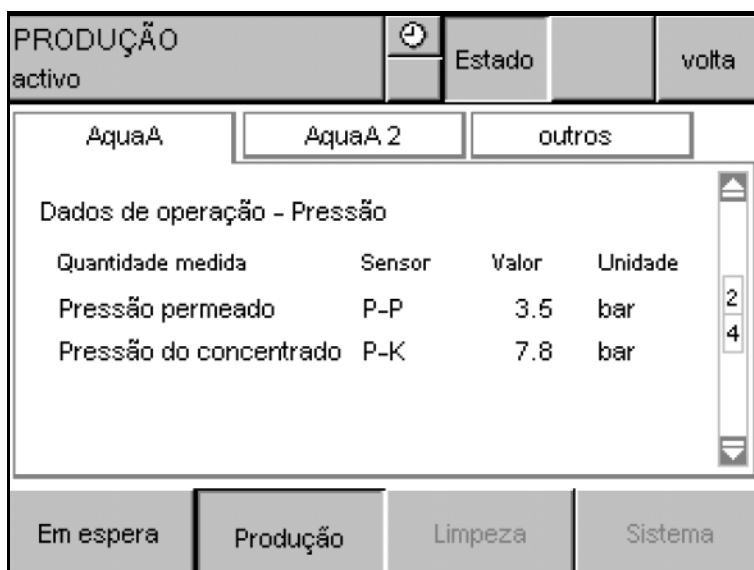 PRODUÇÃO
activo
Estado
volta
AquaA AquaA 2 outros
Dados de operação - Pressão
Quantidade medida Sensor Valor Unidade
Pressão permeado P-P 3.5 bar
Pressão do concentrado P-K 7.8 bar
2
4
Em espera Produção Limpeza Sistema